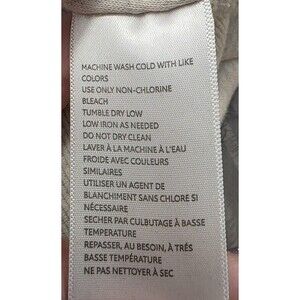 MACHINE WASH COLD WITH LIKE
COLORS
USE ONLY NON-CHLORINE
BLEACH
TUMBLE DRY LOW
LOW IRON AS NEEDED
DO NOT DRY CLEAN
LAVER À LA MACHINE À L'EAU
FROIDE AVEC COULEURS
SIMILAIRES
UTILISER UN AGENT DE
BLANCHIMENT SANS CHLORE SI
NÉCESSAIRE
SECHER PAR CULBUTAGE À BASSE
TEMPERATURE
REPASSER, AU BESOIN, À TRÉS
BASSE TEMPÉRATURE
NE PAS NETTOYER À SEC